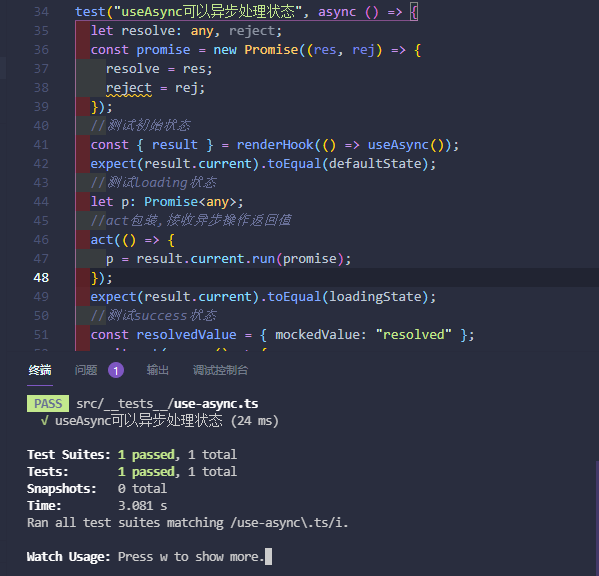 34 test("useAsync可以异步处理状态", async () => {
35 let resolve: any, reject;
36 const promise = new Promise((res, rej) => {
37 resolve = res;
38 reject = rej;
39 });
40 //测试初始状态
41 const { result } = renderHook(() => useAsync());
42 expect(result.current).toEqual(defaultState);
43 //测试loading状态
44 let p: Promise<any>;
45 //act包装,接收异步操作返回值
46 act(() => {
47 p = result.current.run(promise);
48 });
49 expect(result.current).toEqual(loadingState);
50 //测试success状态
51 const resolvedValue = { mockedValue: "resolved" };
终端 问题 1 输出 调试控制台
PASS src/__tests__/use-async.ts
√ useAsync可以异步处理状态 (24 ms)
Test Suites: 1 passed, 1 total
Tests: 1 passed, 1 total
Snapshots: 0 total
Time: 3.081 s
Ran all test suites matching /use-async\.ts/i.
Watch Usage: Press w to show more.